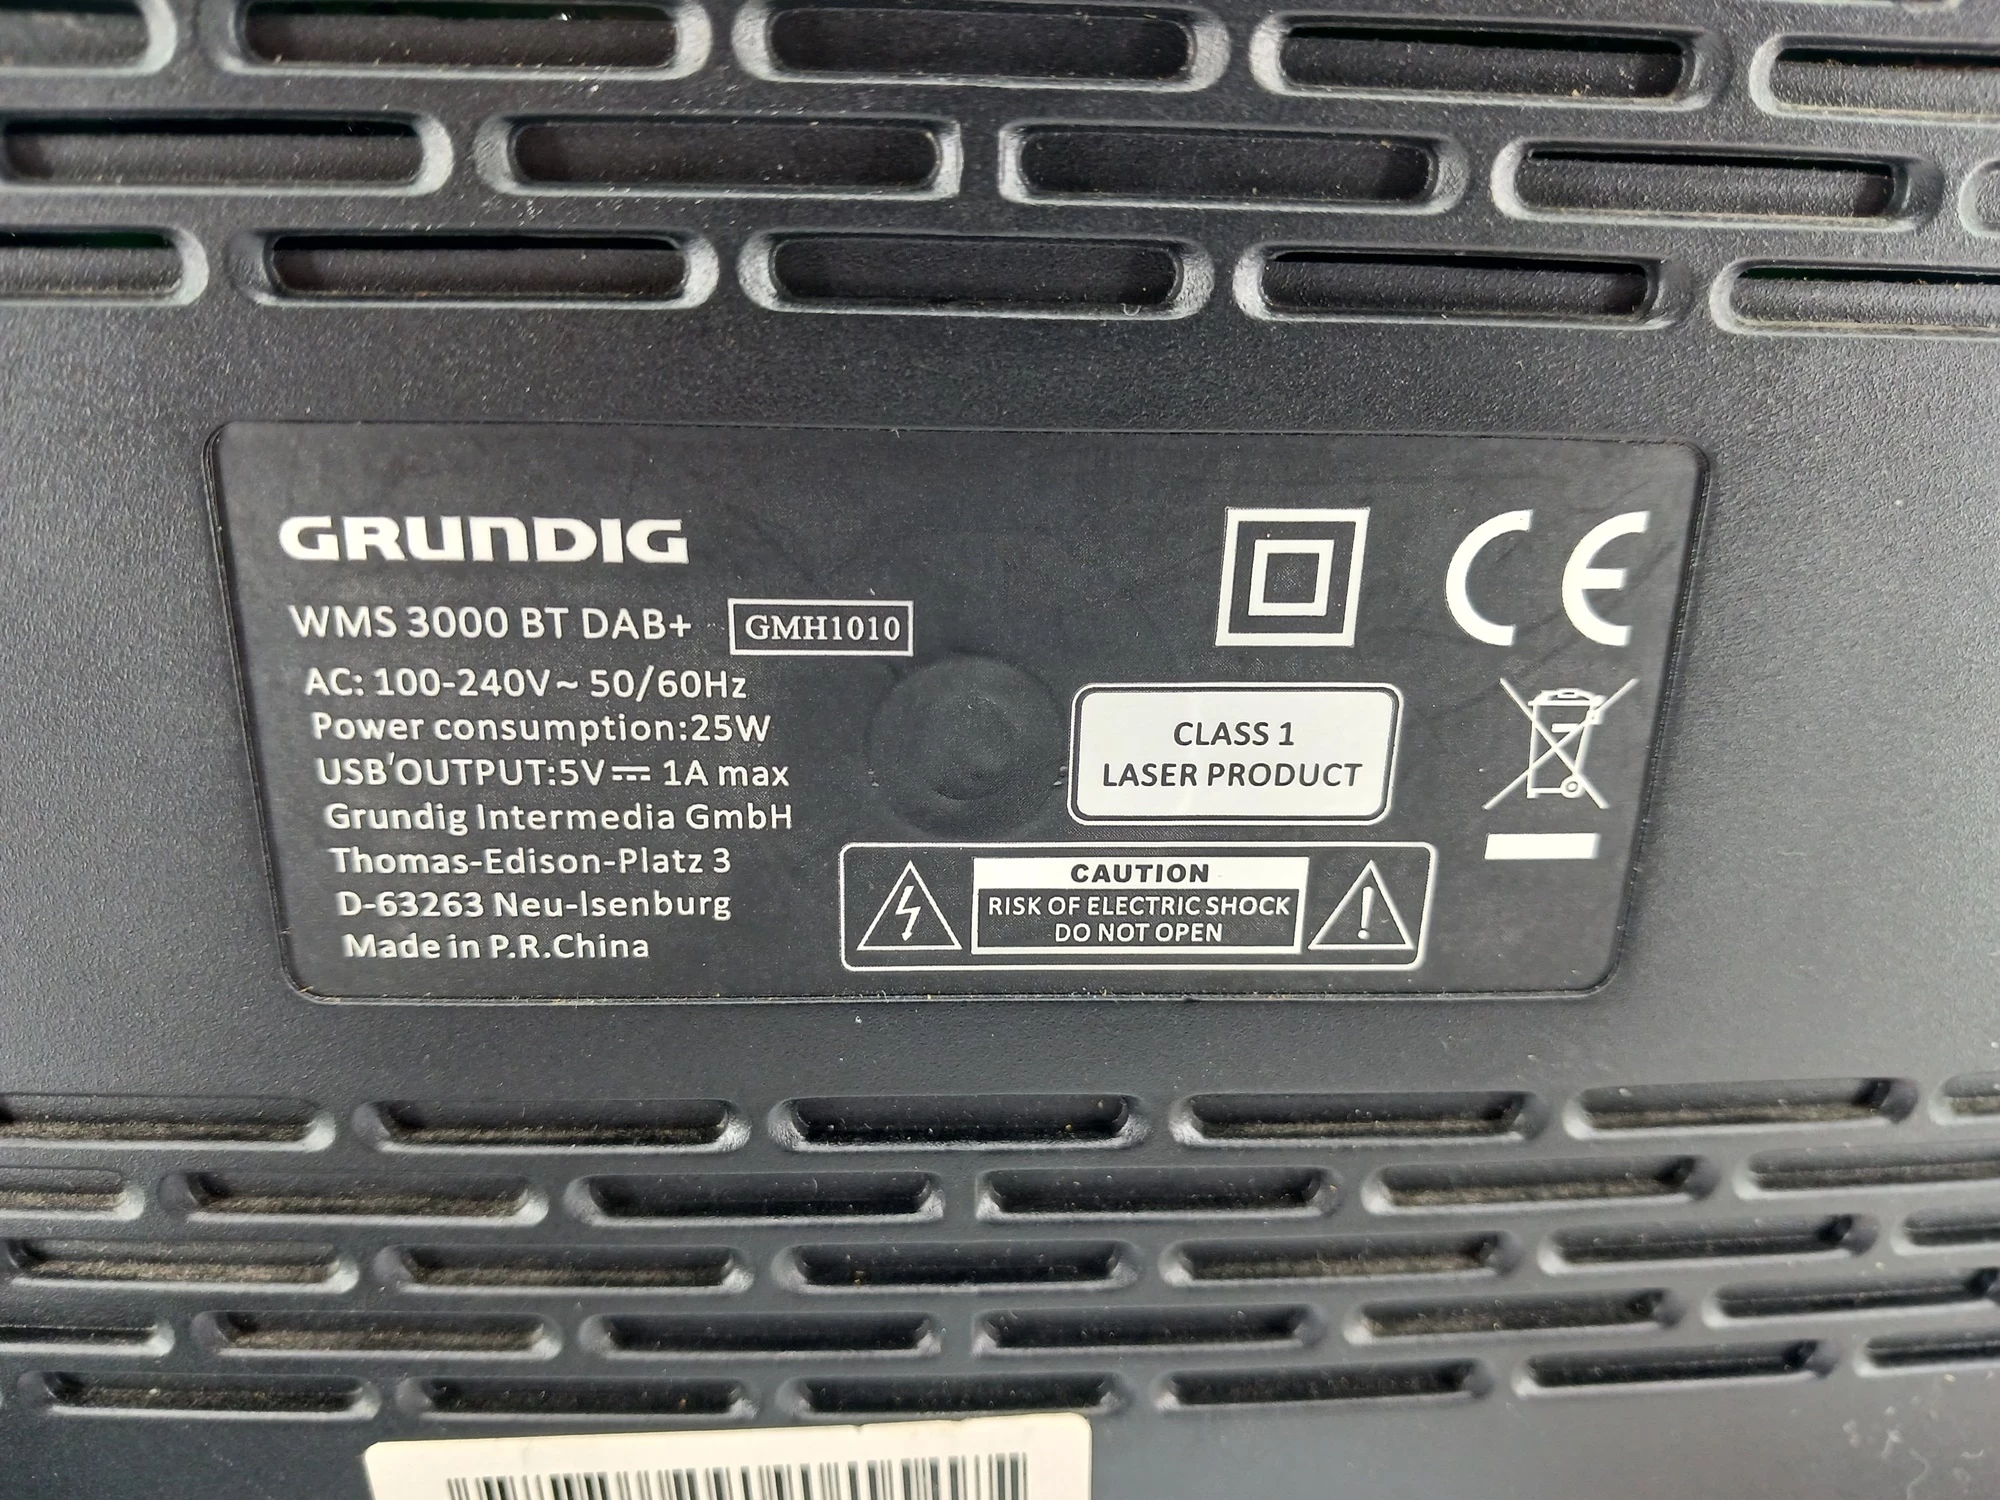 GRUNDIG
WMS 3000 BT DAB+ GMH1010
AC: 100-240V~ 50/60Hz
Power consumption:25W
USB'OUTPUT:5V⎓ 1A max
Grundig Intermedia GmbH
Thomas-Edison-Platz 3
D-63263 Neu-Isenburg
Made in P.R.China
CE
CLASS 1
LASER PRODUCT
CAUTION
RISK OF ELECTRIC SHOCK
DO NOT OPEN